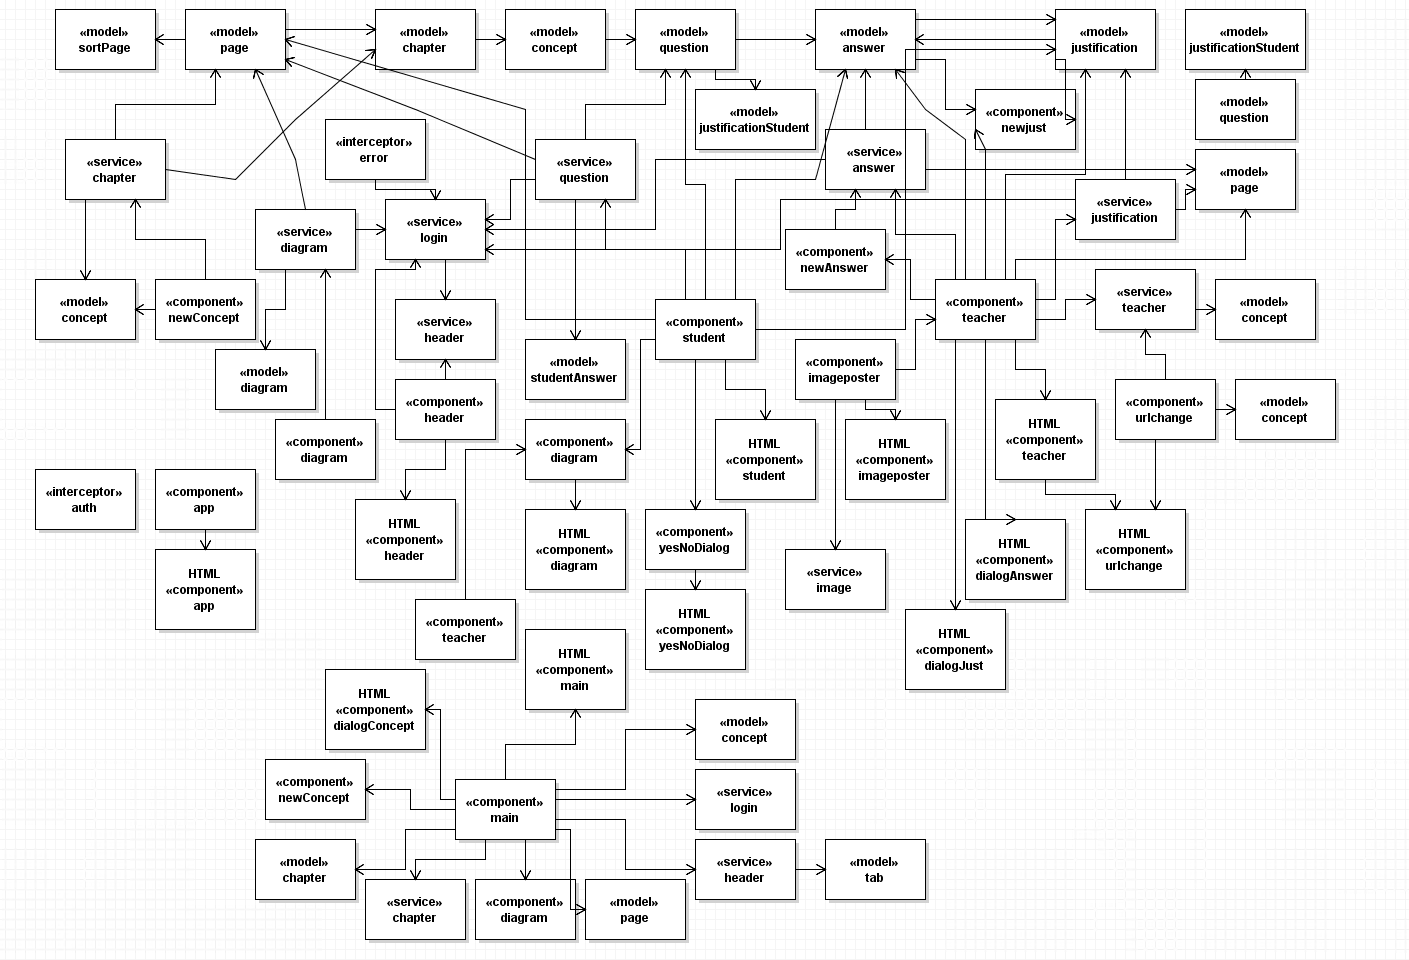 «model»
sortPage
«model»
page
«model»
chapter
«model»
concept
«model»
question
«model»
answer
«model»
justification
«model»
justificationStudent
«model»
justificationStudent
«component»
newjust
«model»
question
«interceptor»
error
«service»
chapter
«service»
question
«service»
answer
«model»
page
«service»
justification
«service»
diagram
«service»
login
«component»
newAnswer
«model»
concept
«component»
newConcept
«service»
header
«component»
student
«component»
teacher
«service»
teacher
«model»
concept
«model»
diagram
«model»
studentAnswer
«component»
imageposter
«component»
header
«component»
urlchange
«model»
concept
«component»
diagram
«component»
diagram
HTML
«component»
student
HTML
«component»
imageposter
HTML
«component»
teacher
«interceptor»
auth
«component»
app
HTML
«component»
header
HTML
«component»
diagram
«component»
yesNoDialog
HTML
«component»
dialogAnswer
HTML
«component»
urlchange
HTML
«component»
app
«service»
image
HTML
«component»
yesNoDialog
«component»
teacher
HTML
«component»
dialogJust
HTML
«component»
main
HTML
«component»
dialogConcept
«model»
concept
«component»
newConcept
«component»
main
«service»
login
«model»
chapter
«service»
header
«model»
tab
«service»
chapter
«component»
diagram
«model»
page